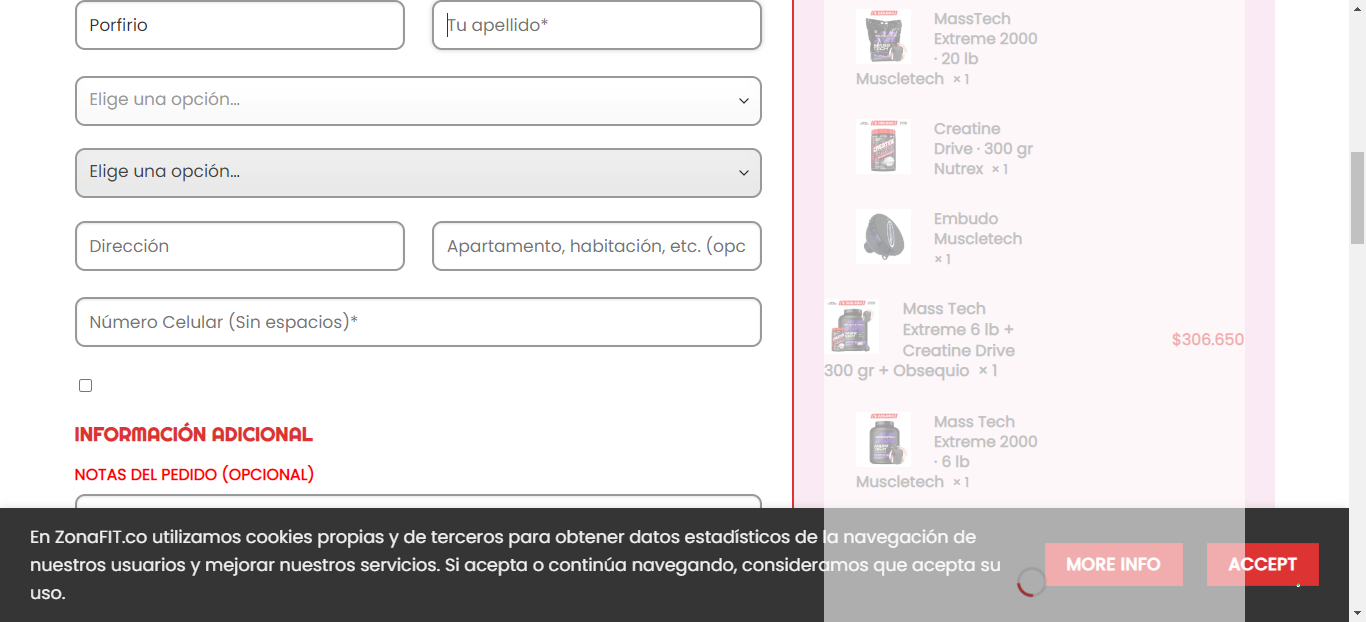 Porfirio
Tu apellido*
Elige una opción...
Elige una opción...
Dirección
Apartamento, habitación, etc. (opc
Número Celular (Sin espacios)*
INFORMACIÓN ADICIONAL
NOTAS DEL PEDIDO (OPCIONAL)
MassTech
Extreme 2000
· 20 lb
Muscletech × 1
Creatine
Drive · 300 gr
Nutrex × 1
Embudo
Muscletech
× 1
Mass Tech
Extreme 6 lb +
Creatine Drive
300 gr + Obsequio × 1
$306.650
Mass Tech
Extreme 2000
· 6 lb
Muscletech × 1
En ZonaFIT.co utilizamos cookies propias y de terceros para obtener datos estadísticos de la navegación de
nuestros usuarios y mejorar nuestros servicios. Si acepta o continúa navegando, consideramos que acepta su
uso.
MORE INFO
ACCEPT